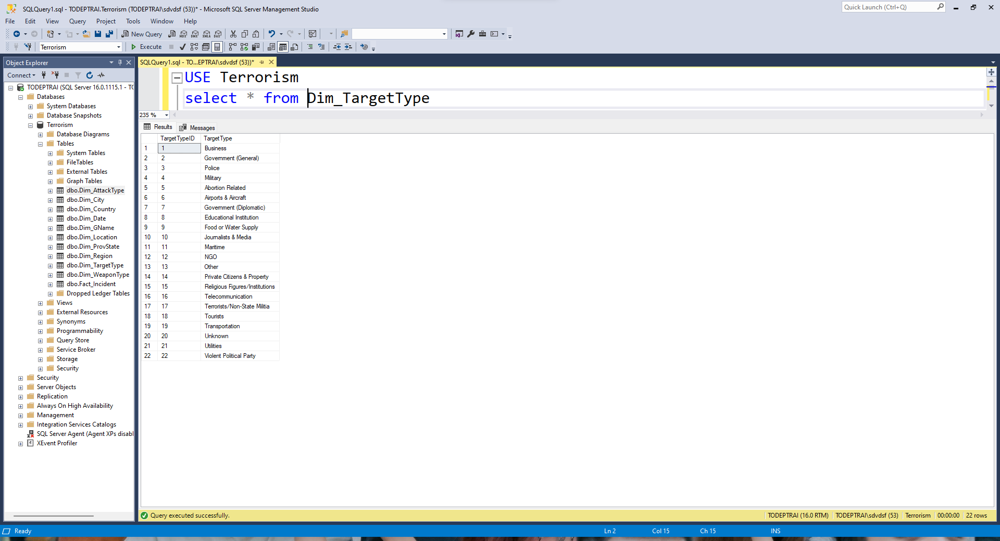 SQLQuery1.sql - TODEPTRAI.Terrorism (TODEPTRAI\sdvdsf (53))* - Microsoft SQL Server Management Studio
Quick Launch (Ctrl+Q)
File Edit View Query Project Tools Window Help
New Query
MDX DMX XMLA DAX
Terrorism
Execute
Object Explorer
Connect
TODEPTRAI (SQL Server 16.0.1115.1 - TO
Databases
System Databases
Database Snapshots
Terrorism
Database Diagrams
Tables
System Tables
FileTables
External Tables
Graph Tables
dbo.Dim_AttackType
dbo.Dim_City
dbo.Dim_Country
dbo.Dim_Date
dbo.Dim_GName
dbo.Dim_Location
dbo.Dim_ProvState
dbo.Dim_Region
dbo.Dim_TargetType
dbo.Dim_WeaponType
dbo.Fact_Incident
Dropped Ledger Tables
Views
External Resources
Synonyms
Programmability
Query Store
Service Broker
Storage
Security
Security
Server Objects
Replication
Always On High Availability
Management
Integration Services Catalogs
SQL Server Agent (Agent XPs disabl
XEvent Profiler
SQLQuery1.sql - TO...EPTRAI\sdvdsf (53))*
USE Terrorism
select * from Dim_TargetType
235 %
Results Messages
TargetTypeID TargetType
1 1 Business
2 2 Government (General)
3 3 Police
4 4 Military
5 5 Abortion Related
6 6 Airports & Aircraft
7 7 Government (Diplomatic)
8 8 Educational Institution
9 9 Food or Water Supply
10 10 Journalists & Media
11 11 Maritime
12 12 NGO
13 13 Other
14 14 Private Citizens & Property
15 15 Religious Figures/Institutions
16 16 Telecommunication
17 17 Terrorists/Non-State Militia
18 18 Tourists
19 19 Transportation
20 20 Unknown
21 21 Utilities
22 22 Violent Political Party
Query executed successfully.
TODEPTRAI (16.0 RTM) TODEPTRAI\sdvdsf (53) Terrorism 00:00:00 22 rows
Ready
Ln 2 Col 15 Ch 15 INS